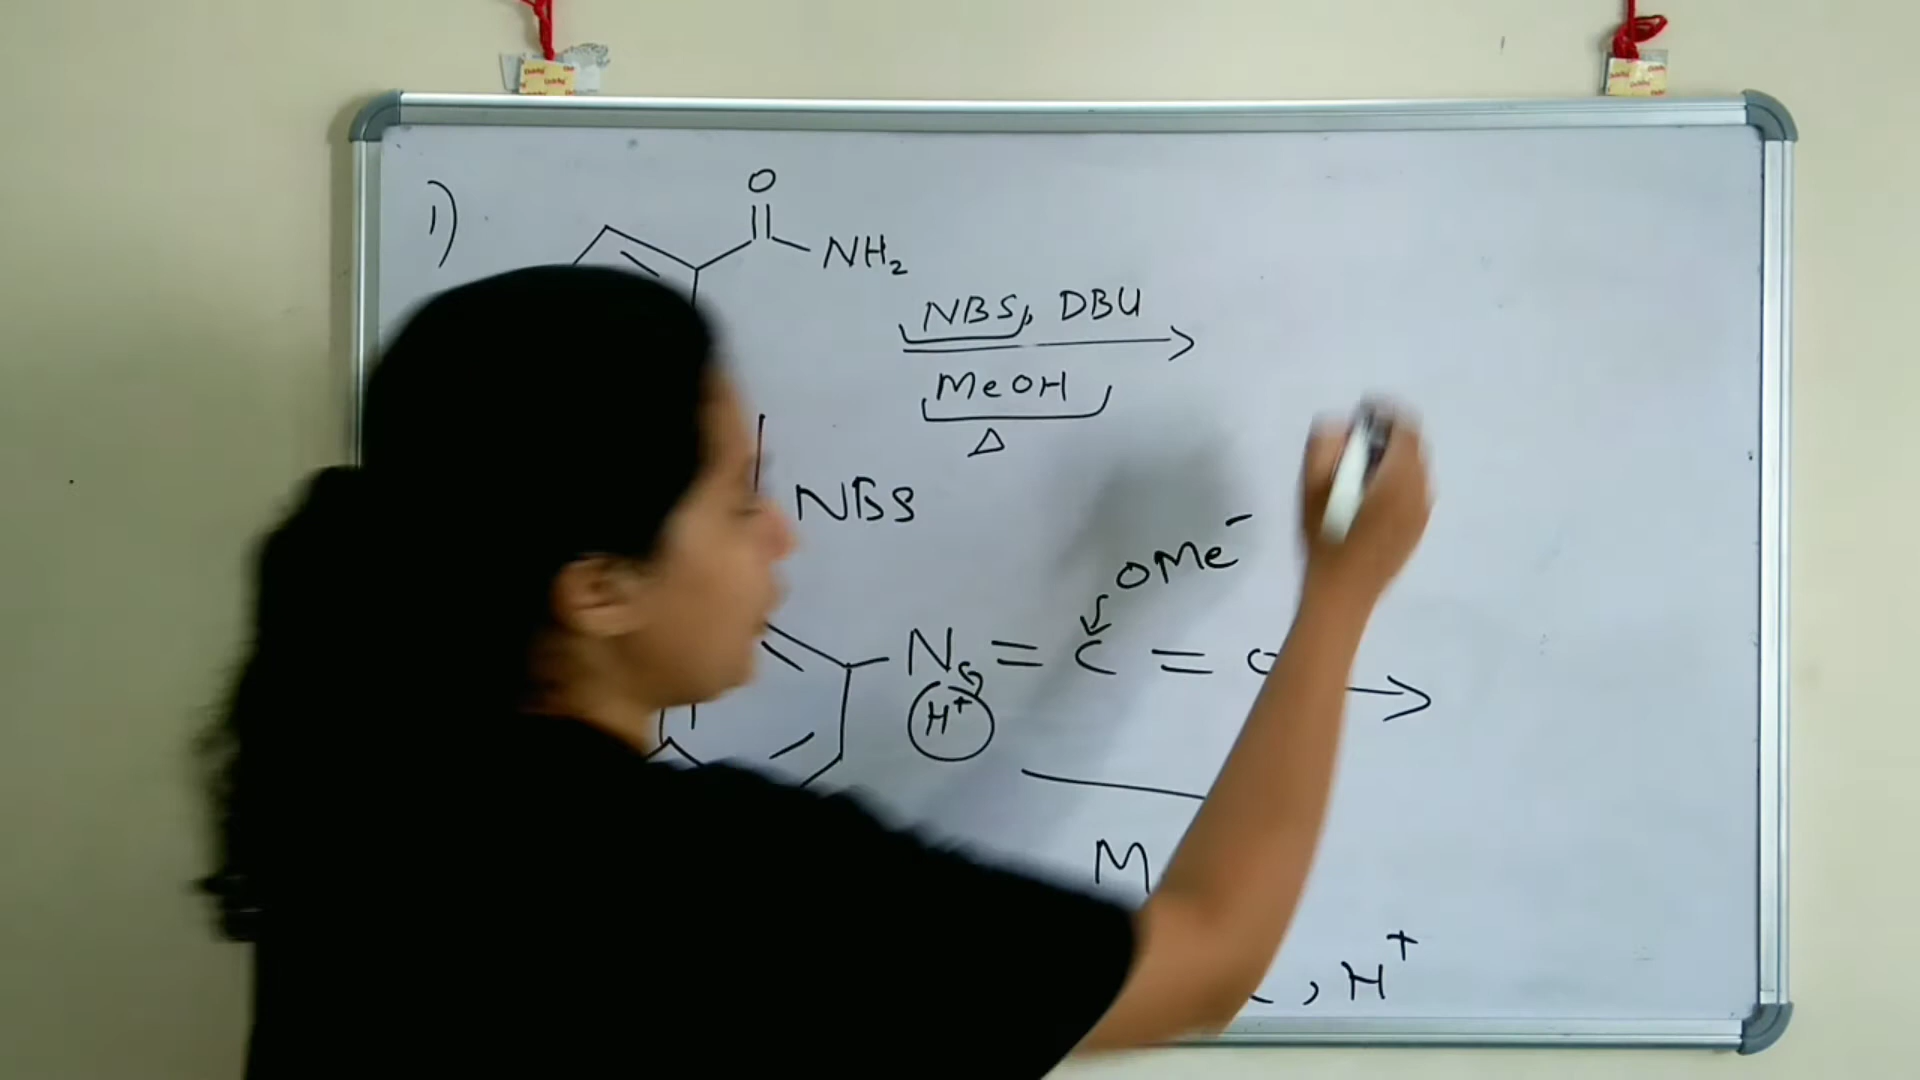 1)
O
NH₂
NBS, DBU
MeOH
Δ
NBS
OMe⁻
N = C = O
H⁺
M
, H⁺